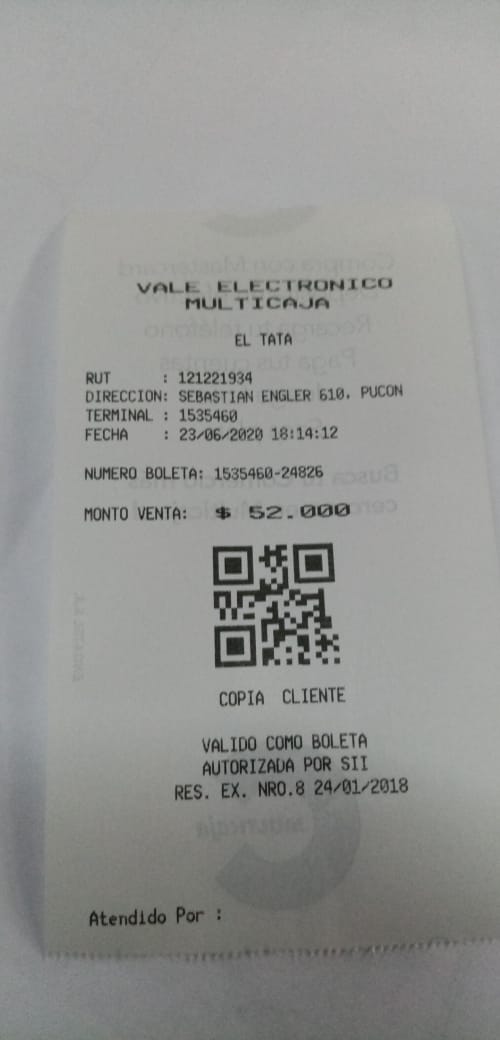 VALE ELECTRONICO
MULTICAJA
EL TATA
RUT : 121221934
DIRECCION: SEBASTIAN ENGLER 610. PUCON
TERMINAL : 1535460
FECHA : 23/06/2020 18:14:12
NUMERO BOLETA: 1535460-24826
MONTO VENTA: $ 52.000
COPIA CLIENTE
VALIDO COMO BOLETA
AUTORIZADA POR SII
RES. EX. NRO.8 24/01/2018
Atendido Por :